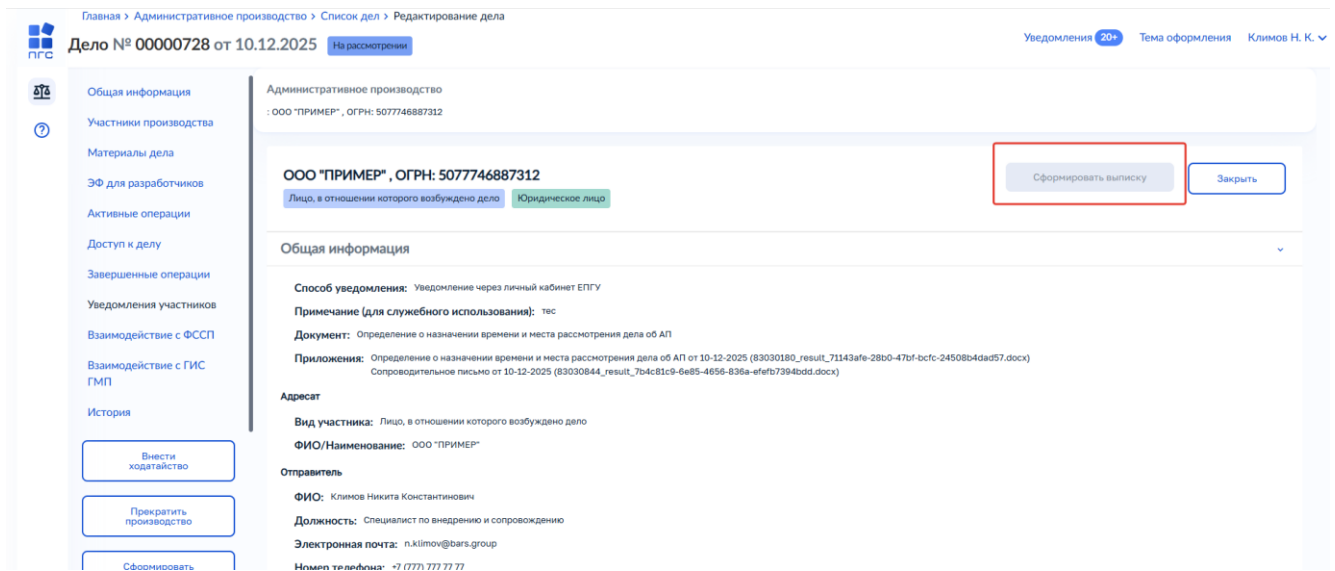 Главная > Административное производство > Список дел > Редактирование дела
Дело № 00000728 от 10.12.2025 На рассмотрении
Уведомления 20+ Тема оформления Климов Н. К.
пгс
Общая информация
Участники производства
Материалы дела
ЭФ для разработчиков
Активные операции
Доступ к делу
Завершенные операции
Уведомления участников
Взаимодействие с ФССП
Взаимодействие с ГИС
ГМП
История
Внести
ходатайство
Прекратить
производство
Сформировать
Административное производство
: ООО "ПРИМЕР" , ОГРН: 5077746887312
ООО "ПРИМЕР" , ОГРН: 5077746887312
Лицо, в отношении которого возбуждено дело Юридическое лицо
Сформировать выписку Закрыть
Общая информация
Способ уведомления: Уведомление через личный кабинет ЕПГУ
Примечание (для служебного использования): тес
Документ: Определение о назначении времени и места рассмотрения дела об АП
Приложения: Определение о назначении времени и места рассмотрения дела об АП от 10-12-2025 (83030180_result_71143afe-28b0-47bf-bcfc-24508b4dad57.docx)
Сопроводительное письмо от 10-12-2025 (83030844_result_7b4c81c9-6e85-4656-836a-efefb7394bdd.docx)
Адресат
Вид участника: Лицо, в отношении которого возбуждено дело
ФИО/Наименование: ООО "ПРИМЕР"
Отправитель
ФИО: Климов Никита Константинович
Должность: Специалист по внедрению и сопровождению
Электронная почта: n.klimov@bars.group
Номер телефона: +7 (777) 777 77 77